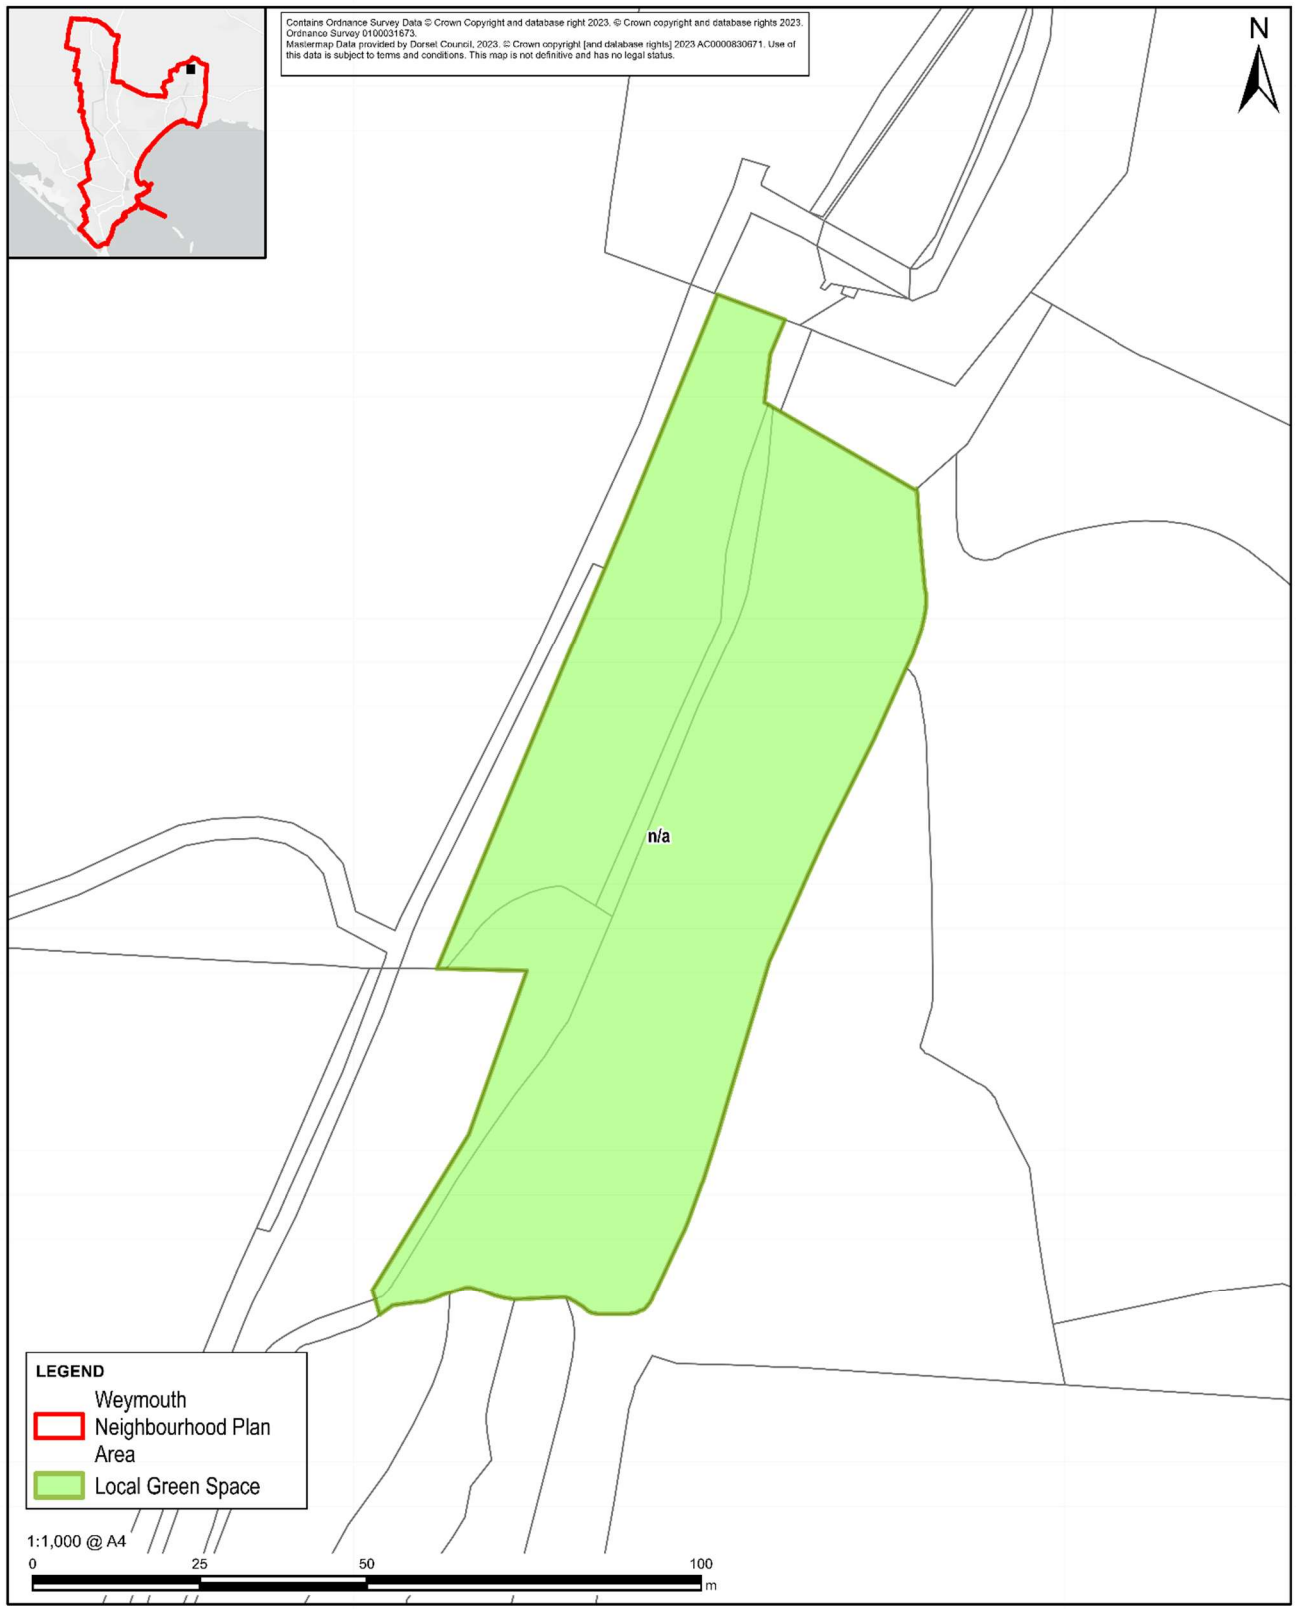 Contains Ordnance Survey Data © Crown Copyright and database right 2023. © Crown copyright and database rights 2023.
Ordnance Survey 0100031673.
Mastermap Data provided by Dorset Council, 2023. © Crown copyright [and database rights] 2023 AC0000830671. Use of
this data is subject to terms and conditions. This map is not definitive and has no legal status.
N
n/a
LEGEND
Weymouth
Neighbourhood Plan
Area
Local Green Space
1:1,000 @ A4
0 25 50 100
m